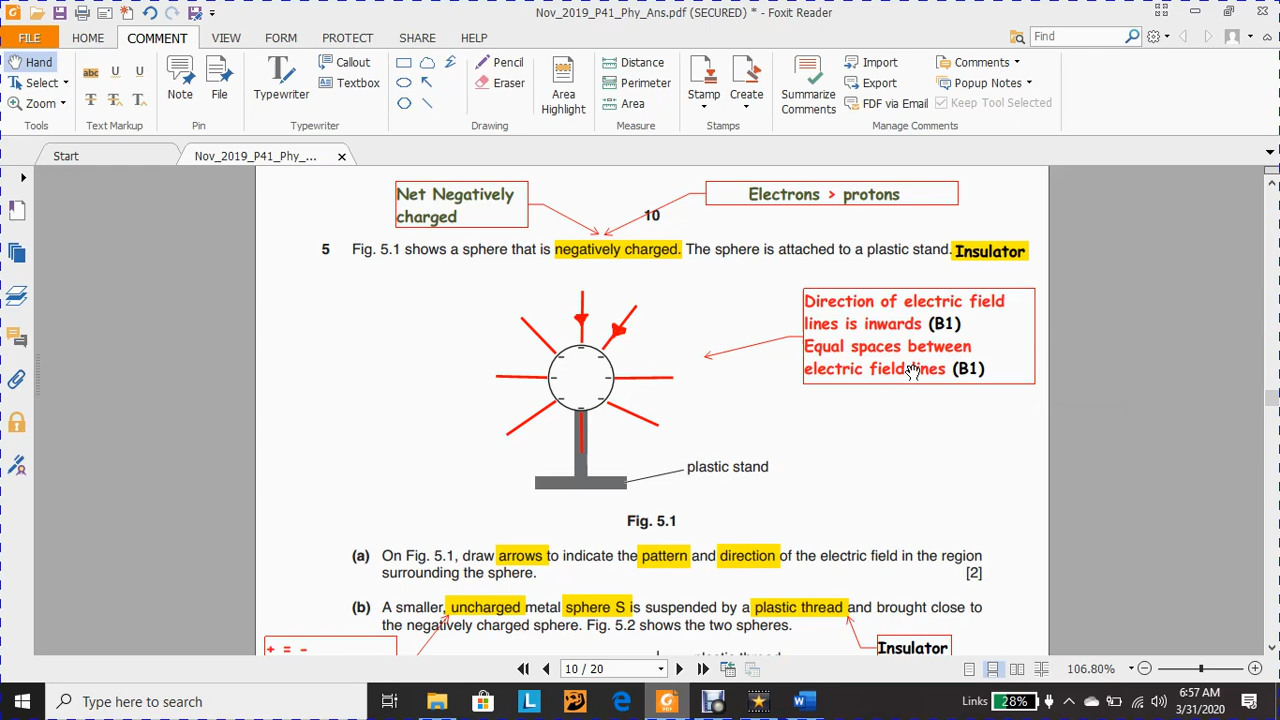 Nov_2019_P41_Phy_Ans.pdf (SECURED) * - Foxit Reader
FILE HOME COMMENT VIEW FORM PROTECT SHARE HELP
Find
Hand
Select
Zoom
Tools
abc U U
T T T
Text Markup
Note
File
Pin
Typewriter
Callout
Textbox
Typewriter
Pencil
Eraser
Drawing
Area Highlight
Distance
Perimeter
Area
Measure
Stamp
Create
Stamps
Summarize Comments
Import
Export
FDF via Email
Comments
Popup Notes
Keep Tool Selected
Manage Comments
Start
Nov_2019_P41_Phy_...
Net Negatively
charged
Electrons > protons
10
5 Fig. 5.1 shows a sphere that is negatively charged. The sphere is attached to a plastic stand. Insulator
Direction of electric field
lines is inwards (B1)
Equal spaces between
electric field lines (B1)
plastic stand
Fig. 5.1
(a) On Fig. 5.1, draw arrows to indicate the pattern and direction of the electric field in the region
surrounding the sphere. [2]
(b) A smaller, uncharged metal sphere S is suspended by a plastic thread and brought close to
the negatively charged sphere. Fig. 5.2 shows the two spheres.
+ = -
Insulator
10 / 20
106.80%
Type here to search
Links
28%
6:57 AM
3/31/2020